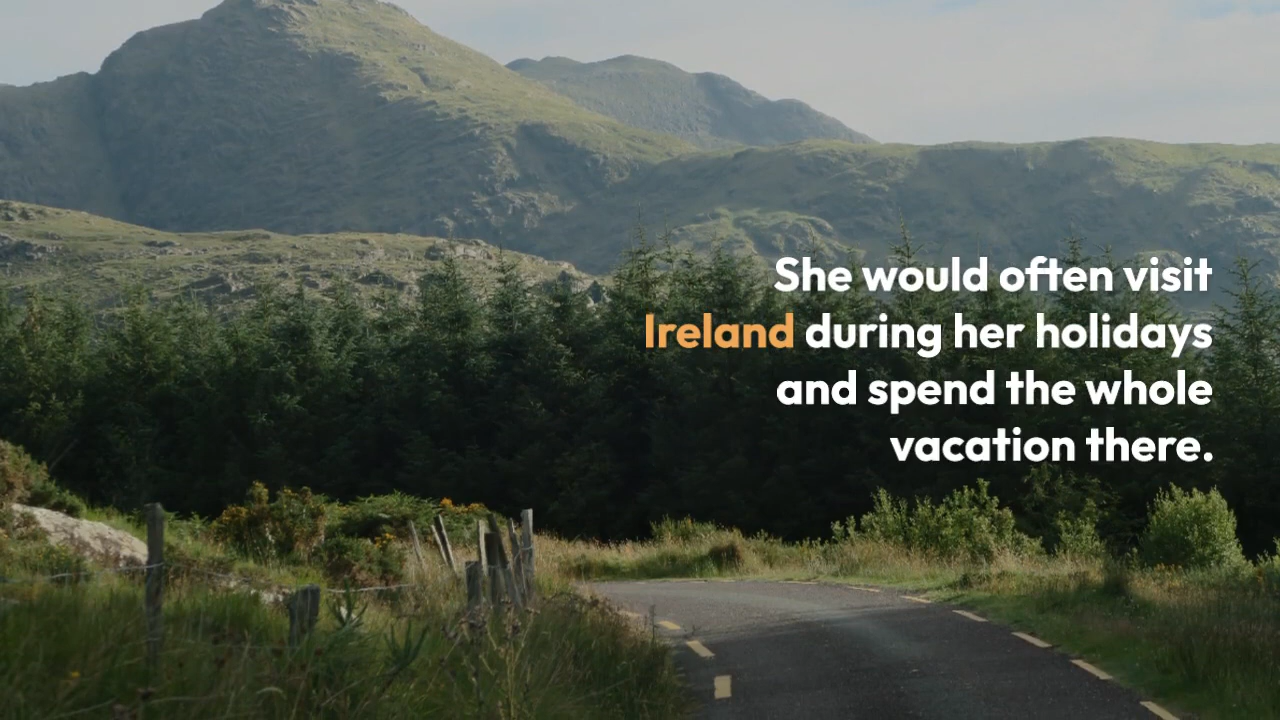 She would often visit
Ireland during her holidays
and spend the whole
vacation there.